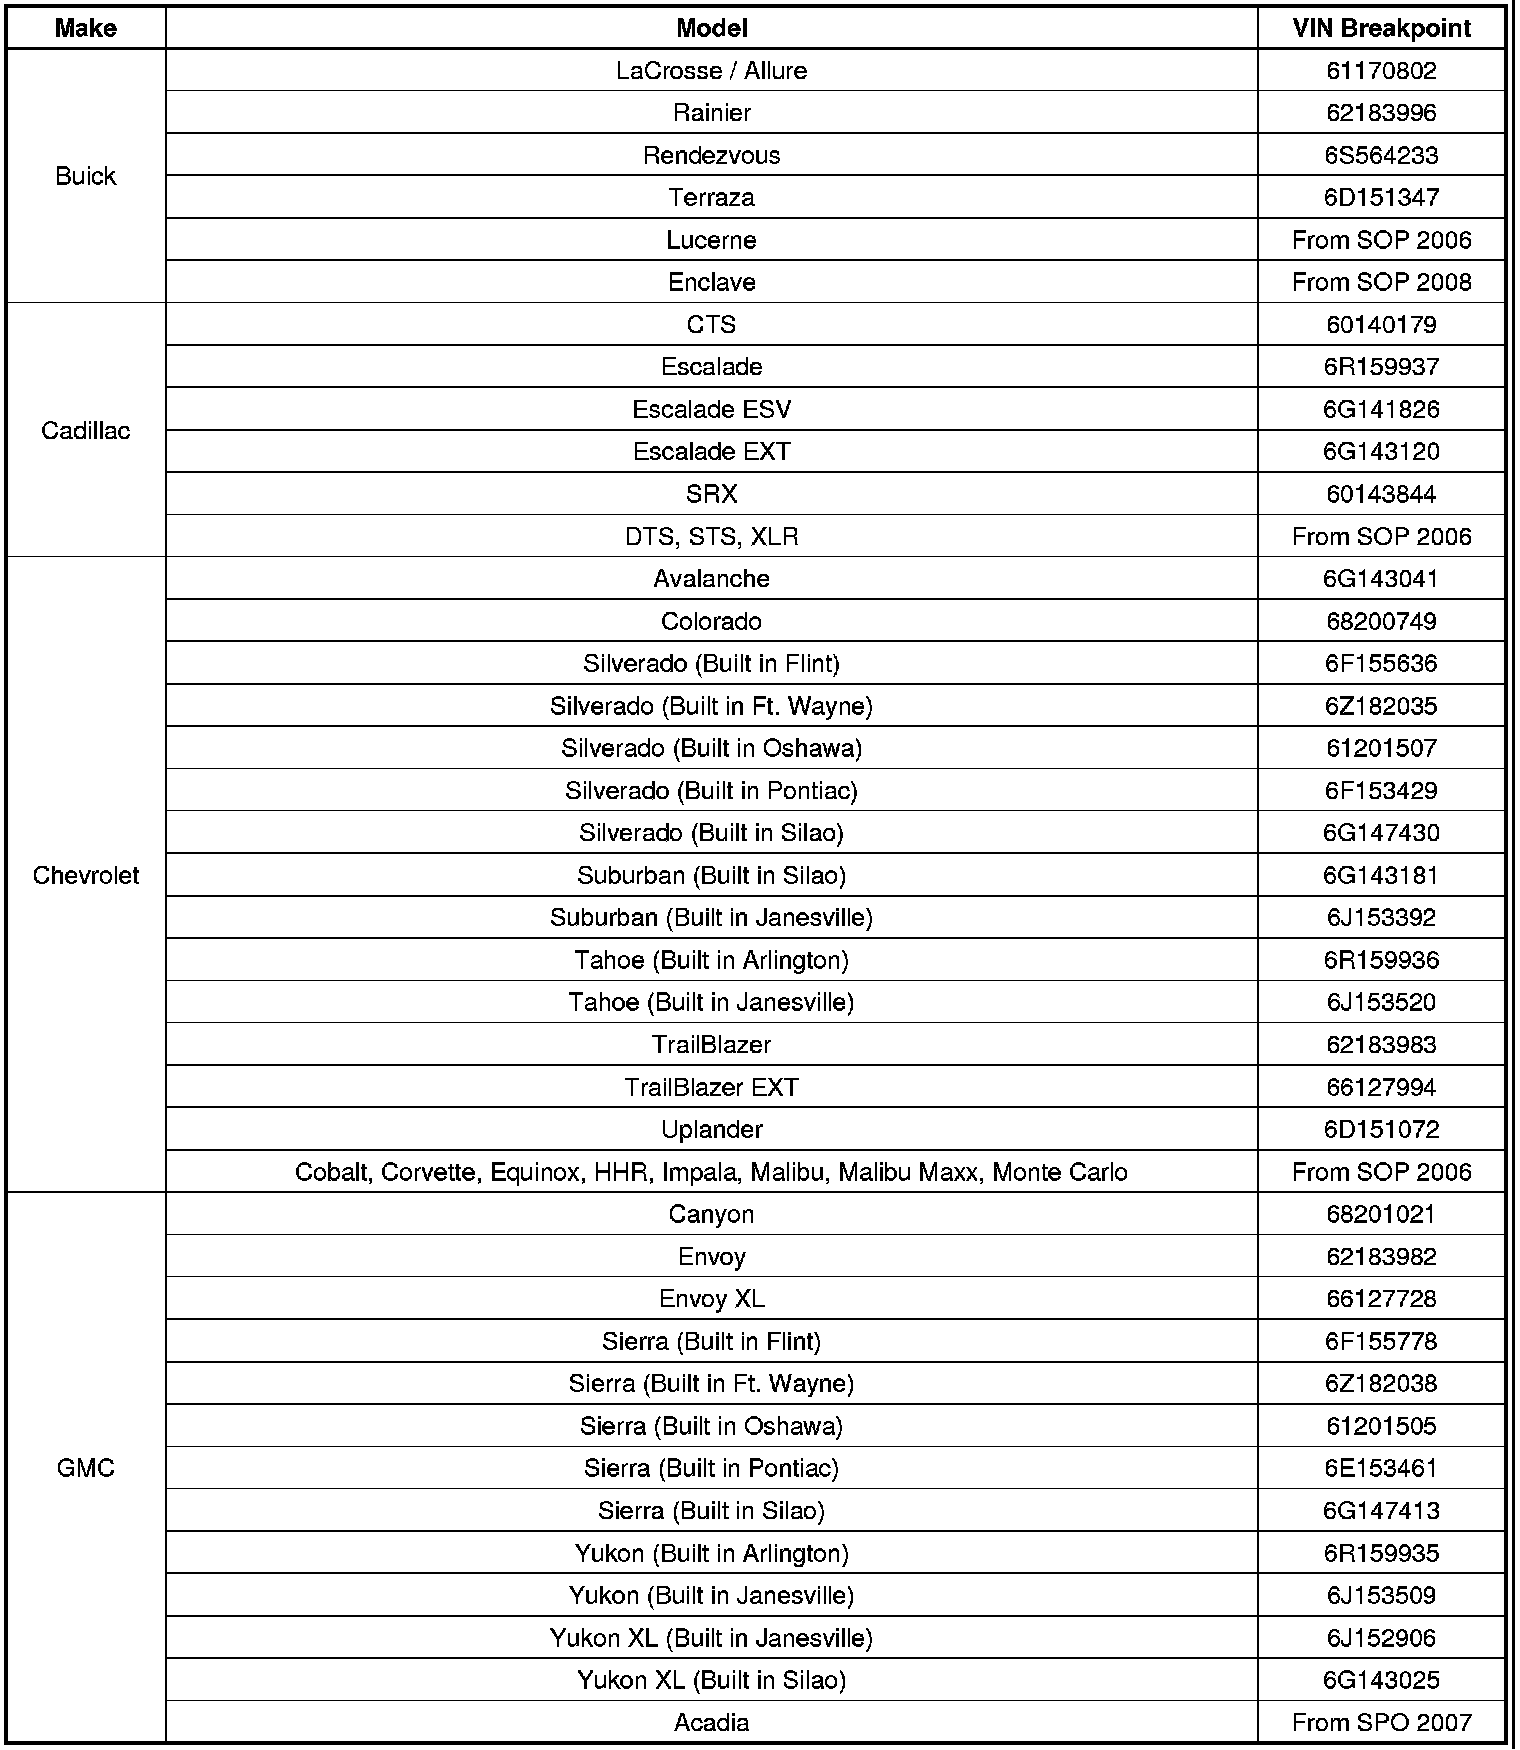 Make Model VIN Breakpoint
Buick
LaCrosse / Allure 61170802
Rainier 62183996
Rendezvous 6S564233
Terraza 6D151347
Lucerne From SOP 2006
Enclave From SOP 2008
Cadillac
CTS 60140179
Escalade 6R159937
Escalade ESV 6G141826
Escalade EXT 6G143120
SRX 60143844
DTS, STS, XLR From SOP 2006
Chevrolet
Avalanche 6G143041
Colorado 68200749
Silverado (Built in Flint) 6F155636
Silverado (Built in Ft. Wayne) 6Z182035
Silverado (Built in Oshawa) 61201507
Silverado (Built in Pontiac) 6F153429
Silverado (Built in Silao) 6G147430
Suburban (Built in Silao) 6G143181
Suburban (Built in Janesville) 6J153392
Tahoe (Built in Arlington) 6R159936
Tahoe (Built in Janesville) 6J153520
TrailBlazer 62183983
TrailBlazer EXT 66127994
Uplander 6D151072
Cobalt, Corvette, Equinox, HHR, Impala, Malibu, Malibu Maxx, Monte Carlo From SOP 2006
GMC
Canyon 68201021
Envoy 62183982
Envoy XL 66127728
Sierra (Built in Flint) 6F155778
Sierra (Built in Ft. Wayne) 6Z182038
Sierra (Built in Oshawa) 61201505
Sierra (Built in Pontiac) 6E153461
Sierra (Built in Silao) 6G147413
Yukon (Built in Arlington) 6R159935
Yukon (Built in Janesville) 6J153509
Yukon XL (Built in Janesville) 6J152906
Yukon XL (Built in Silao) 6G143025
Acadia From SPO 2007